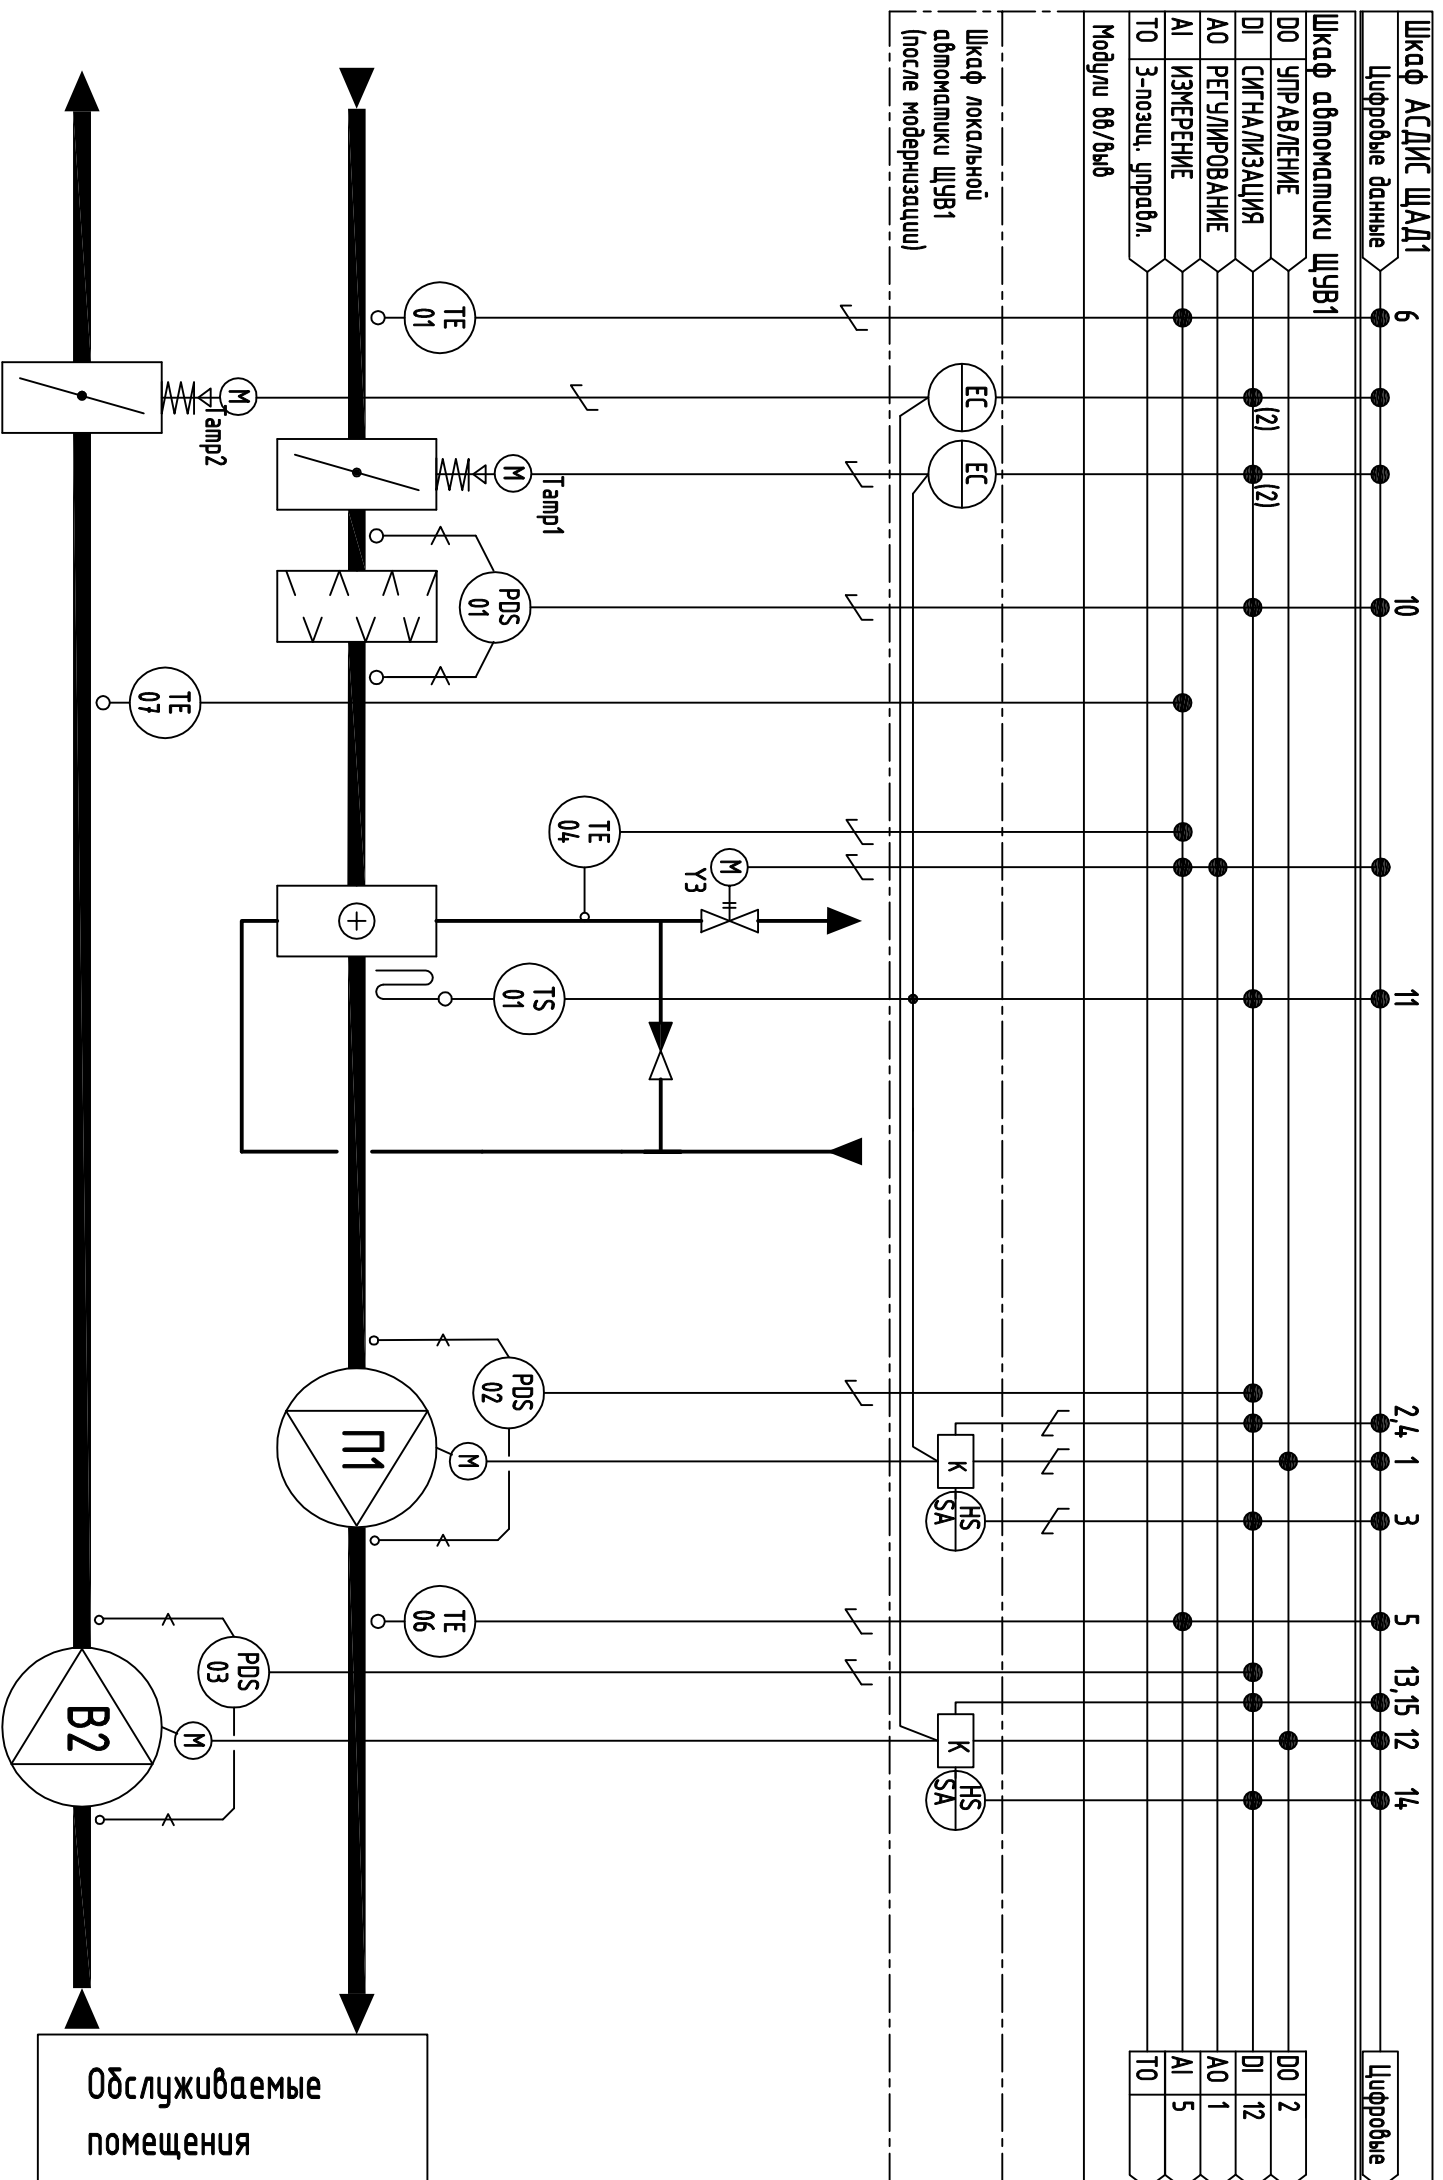 Шкаф АСДИС ЩАД1
Цифровые данные
Шкаф автоматики ЩУВ1
DO УПРАВЛЕНИЕ
DI СИГНАЛИЗАЦИЯ
AO РЕГУЛИРОВАНИЕ
AI ИЗМЕРЕНИЕ
TO 3-позиц. управл.
Модули вв/выв
Шкаф локальной
автоматики ЩУВ1
(после модернизации)
6
10
11
2,4
1
3
5
13,15
12
14
(2)
(2)
EC
EC
K
HS
SA
K
HS
SA
TE
01
M
Tamp2
M
Tamp1
PDS
01
TE
07
TE
04
M
Y3
TS
01
PDS
02
M
П1
TE
06
PDS
03
M
В2
Цифровые
DO 2
DI 12
AO 1
AI 5
TO
Обслуживаемые
помещения